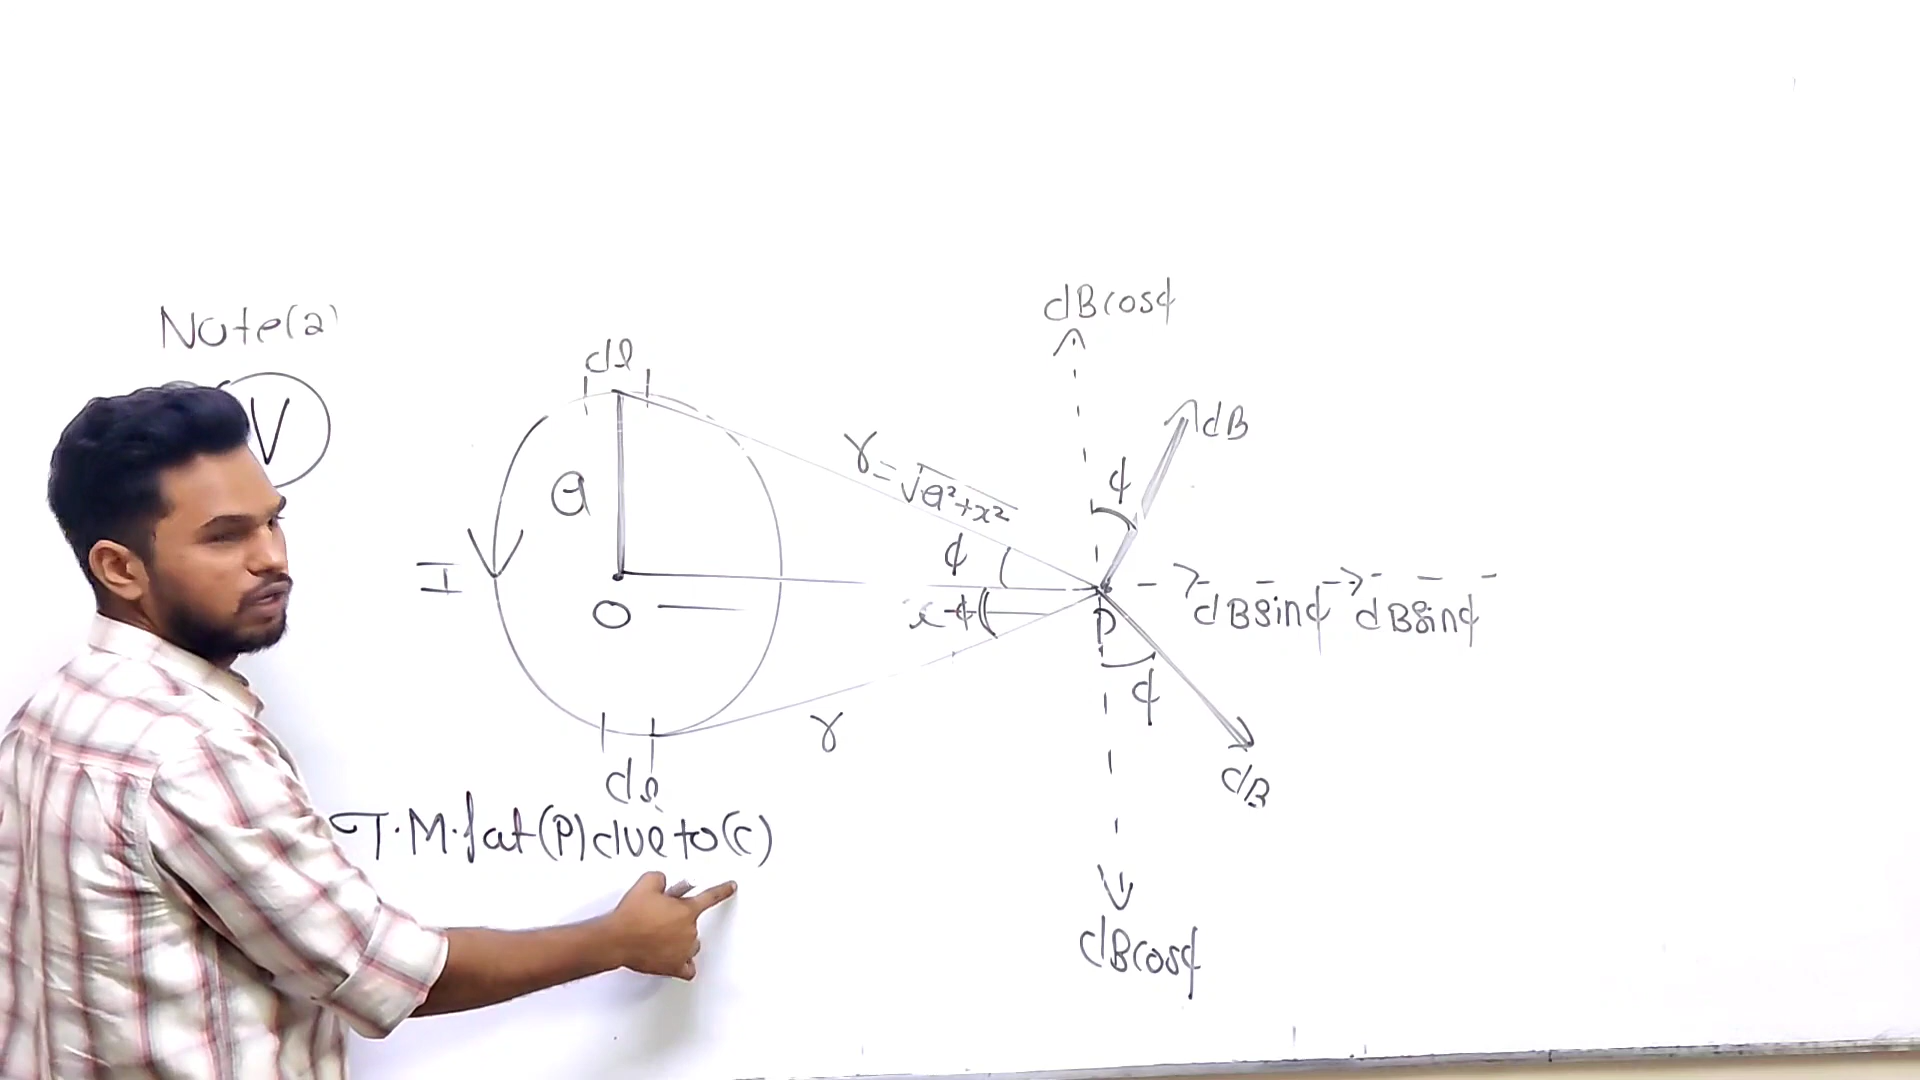 Note(2)
V
dl
a
I
O
dl
r = √a²+x²
r
ϕ
x
ϕ
P
dBcosϕ
dB
ϕ
dBsinϕ dBsinϕ
ϕ
dB
dBcosϕ
T.M.f at (P) due to (c)